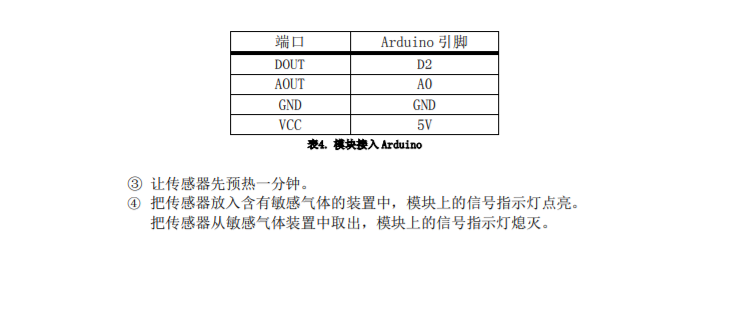 端口 Arduino 引脚
DOUT D2
AOUT A0
GND GND
VCC 5V
表4. 模块接入 Arduino
③ 让传感器先预热一分钟。
④ 把传感器放入含有敏感气体的装置中，模块上的信号指示灯点亮。
把传感器从敏感气体装置中取出，模块上的信号指示灯熄灭。